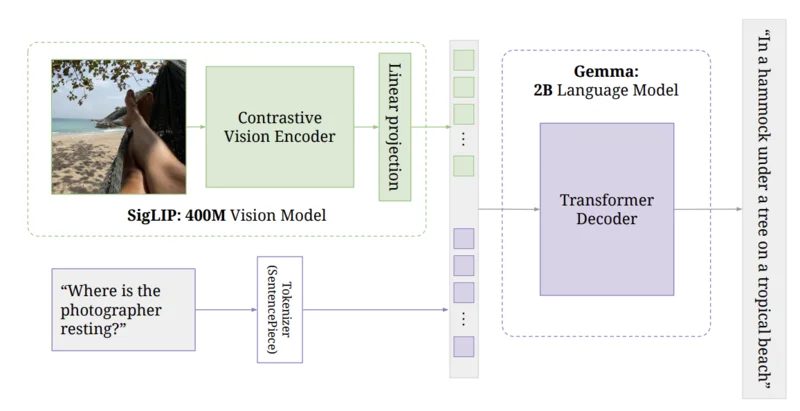 Contrastive
Vision Encoder
Linear projection
SigLIP: 400M Vision Model
“Where is the
photographer
resting?”
Tokenizer
(SentencePiece)
⋮
⋮
Gemma:
2B Language Model
Transformer
Decoder
“In a hammock under a tree on a tropical beach”